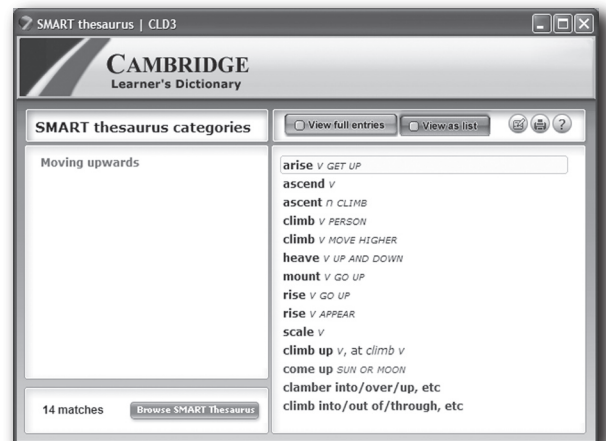 SMART thesaurus | CLD3
CAMBRIDGE
Learner's Dictionary
SMART thesaurus categories
View full entries
View as list
?
Moving upwards
arise v GET UP
ascend v
ascent n CLIMB
climb v PERSON
climb v MOVE HIGHER
heave v UP AND DOWN
mount v GO UP
rise v GO UP
rise v APPEAR
scale v
climb up v, at climb v
come up SUN OR MOON
clamber into/over/up, etc
climb into/out of/through, etc
14 matches
Browse SMART Thesaurus